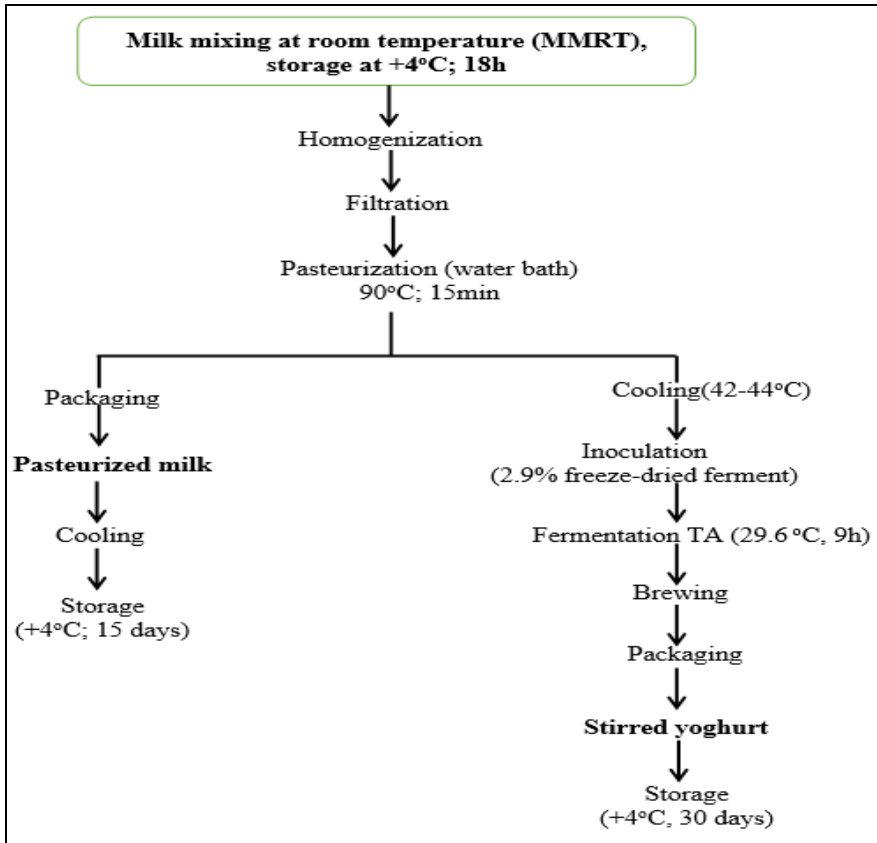 Milk mixing at room temperature (MMRT),
storage at +4°C; 18h
Homogenization
Filtration
Pasteurization (water bath)
90°C; 15min
Packaging
Pasteurized milk
Cooling
Storage
(+4°C; 15 days)
Cooling(42-44°C)
Inoculation
(2.9% freeze-dried ferment)
Fermentation TA (29.6 °C, 9h)
Brewing
Packaging
Stirred yoghurt
Storage
(+4°C, 30 days)